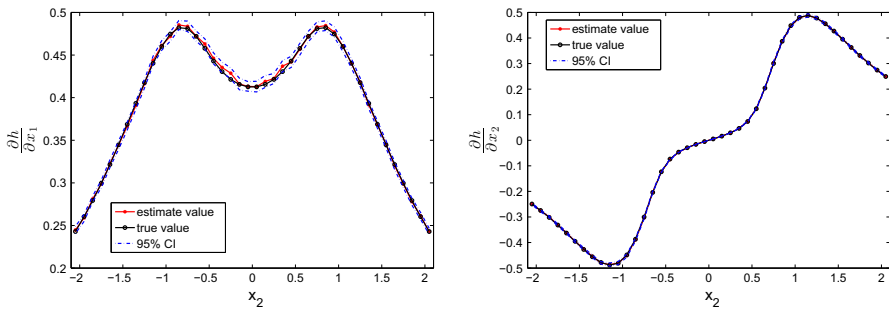 0.5
0.45
0.4
0.35
0.3
0.25
0.2
∂h
∂x₁
estimate value
true value
95% CI
−2 −1.5 −1 −0.5 0 0.5 1 1.5 2
x₂
0.5
0.4
0.3
0.2
0.1
0
−0.1
−0.2
−0.3
−0.4
−0.5
∂h
∂x₂
estimate value
true value
95% CI
−2 −1.5 −1 −0.5 0 0.5 1 1.5 2
x₂